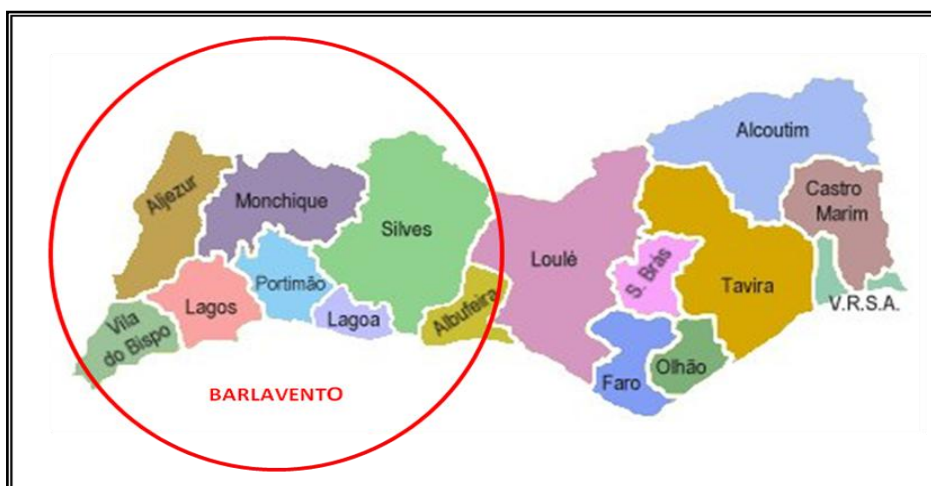 Alcoutim
Aljezur
Monchique
Castro
Marim
Silves
Loulé
S. Brás
Portimão
Tavira
Lagos
Albufeira
V.R.S.A.
Vila
do Bispo
Lagoa
Olhão
Faro
BARLAVENTO